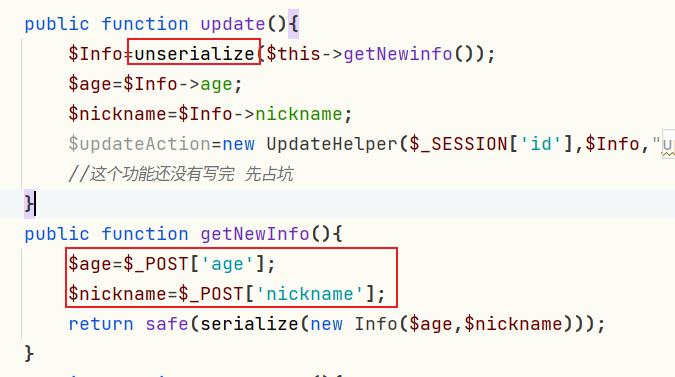 public function update(){
$Info=unserialize($this->getNewinfo());
$age=$Info->age;
$nickname=$Info->nickname;
$updateAction=new UpdateHelper($_SESSION['id'],$Info,"up
//这个功能还没有写完 先占坑
}
public function getNewInfo(){
$age=$_POST['age'];
$nickname=$_POST['nickname'];
return safe(serialize(new Info($age,$nickname)));
}